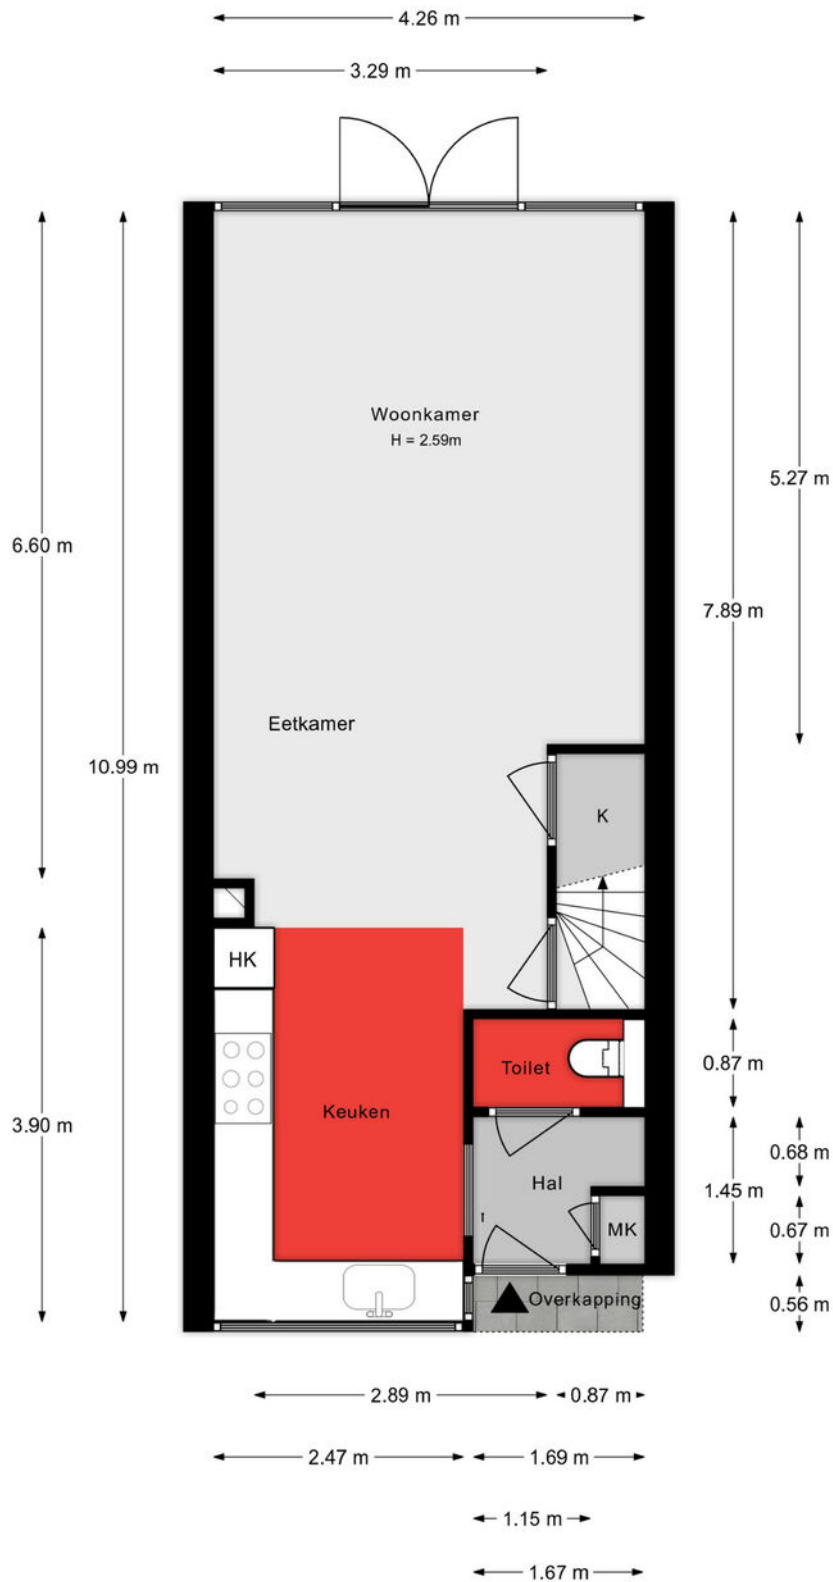 4.26 m
3.29 m
Woonkamer
H = 2.59m
5.27 m
6.60 m
7.89 m
Eetkamer
10.99 m
K
HK
Toilet
0.87 m
Keuken
3.90 m
0.68 m
Hal
1.45 m
MK
0.67 m
Overkapping
0.56 m
2.89 m
0.87 m
2.47 m
1.69 m
1.15 m
1.67 m